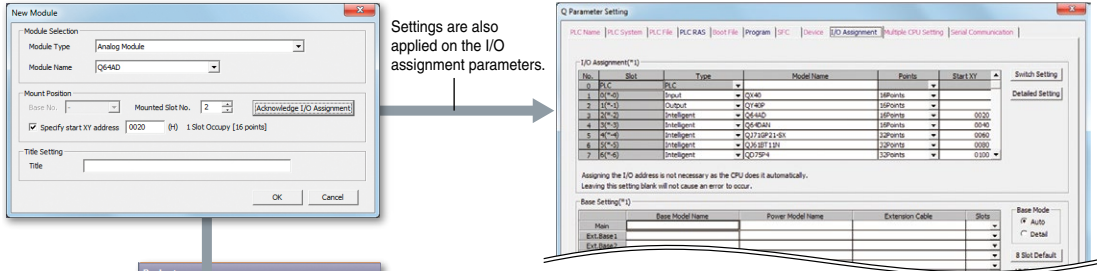 New Module
Module Selection
Module Type Analog Module
Module Name Q64AD
Mount Position
Base No. - Mounted Slot No. 2 Acknowledge I/O Assignment
Specify start XY address 0020 (H) 1 Slot Occupy [16 points]
Title Setting
Title
OK Cancel
Settings are also
applied on the I/O
assignment parameters.
Q Parameter Setting
PLC Name PLC System PLC File PLC RAS Boot File Program SFC Device I/O Assignment Multiple CPU Setting Serial Communication
I/O Assignment(*1)
No. Slot Type Model Name Points Start XY
0 PLC PLC
1 0(*-0) Input QX40 16Points
2 1(*-1) Output QY40P 16Points
3 2(*-2) Intelligent Q64AD 16Points 0020
4 3(*-3) Intelligent Q64DAN 16Points 0040
5 4(*-4) Intelligent QJ71GP21-SX 32Points 0060
6 5(*-5) Intelligent QJ61BT11N 32Points 0080
7 6(*-6) Intelligent QD75P4 32Points 0100
Switch Setting
Detailed Setting
Assigning the I/O address is not necessary as the CPU does it automatically.
Leaving this setting blank will not cause an error to occur.
Base Setting(*1)
Base Model Name Power Model Name Extension Cable Slots
Main
Ext.Base1
Ext.Base2
Base Mode
Auto
Detail
8 Slot Default